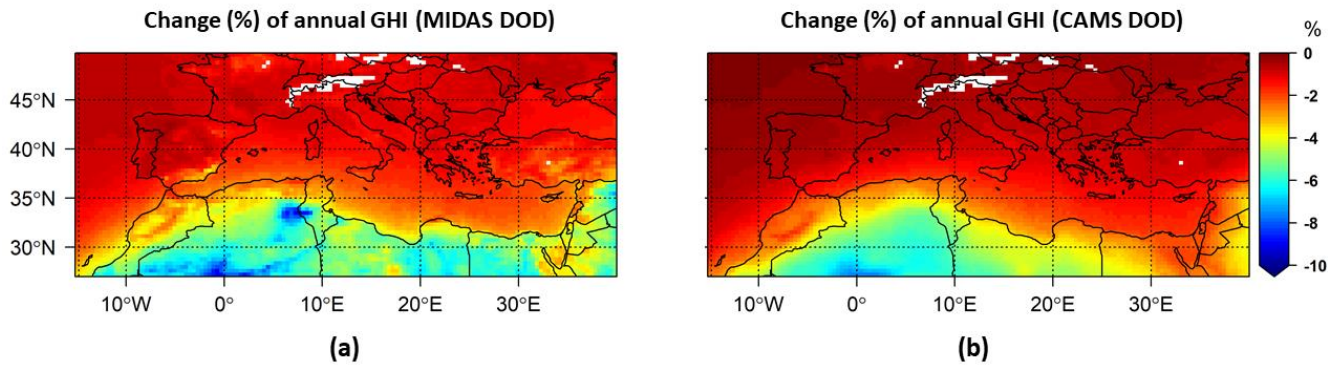 Change (%) of annual GHI (MIDAS DOD)
Change (%) of annual GHI (CAMS DOD)
%
45°N
40°N
35°N
30°N
0
-2
-4
-6
-8
-10
10°W 0° 10°E 20°E 30°E
10°W 0° 10°E 20°E 30°E
(a)
(b)